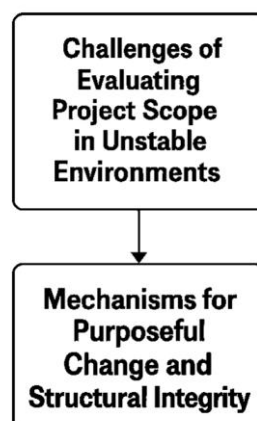 Challenges of
Evaluating
Project Scope
in Unstable
Environments
Mechanisms for
Purposeful
Change and
Structural Integrity